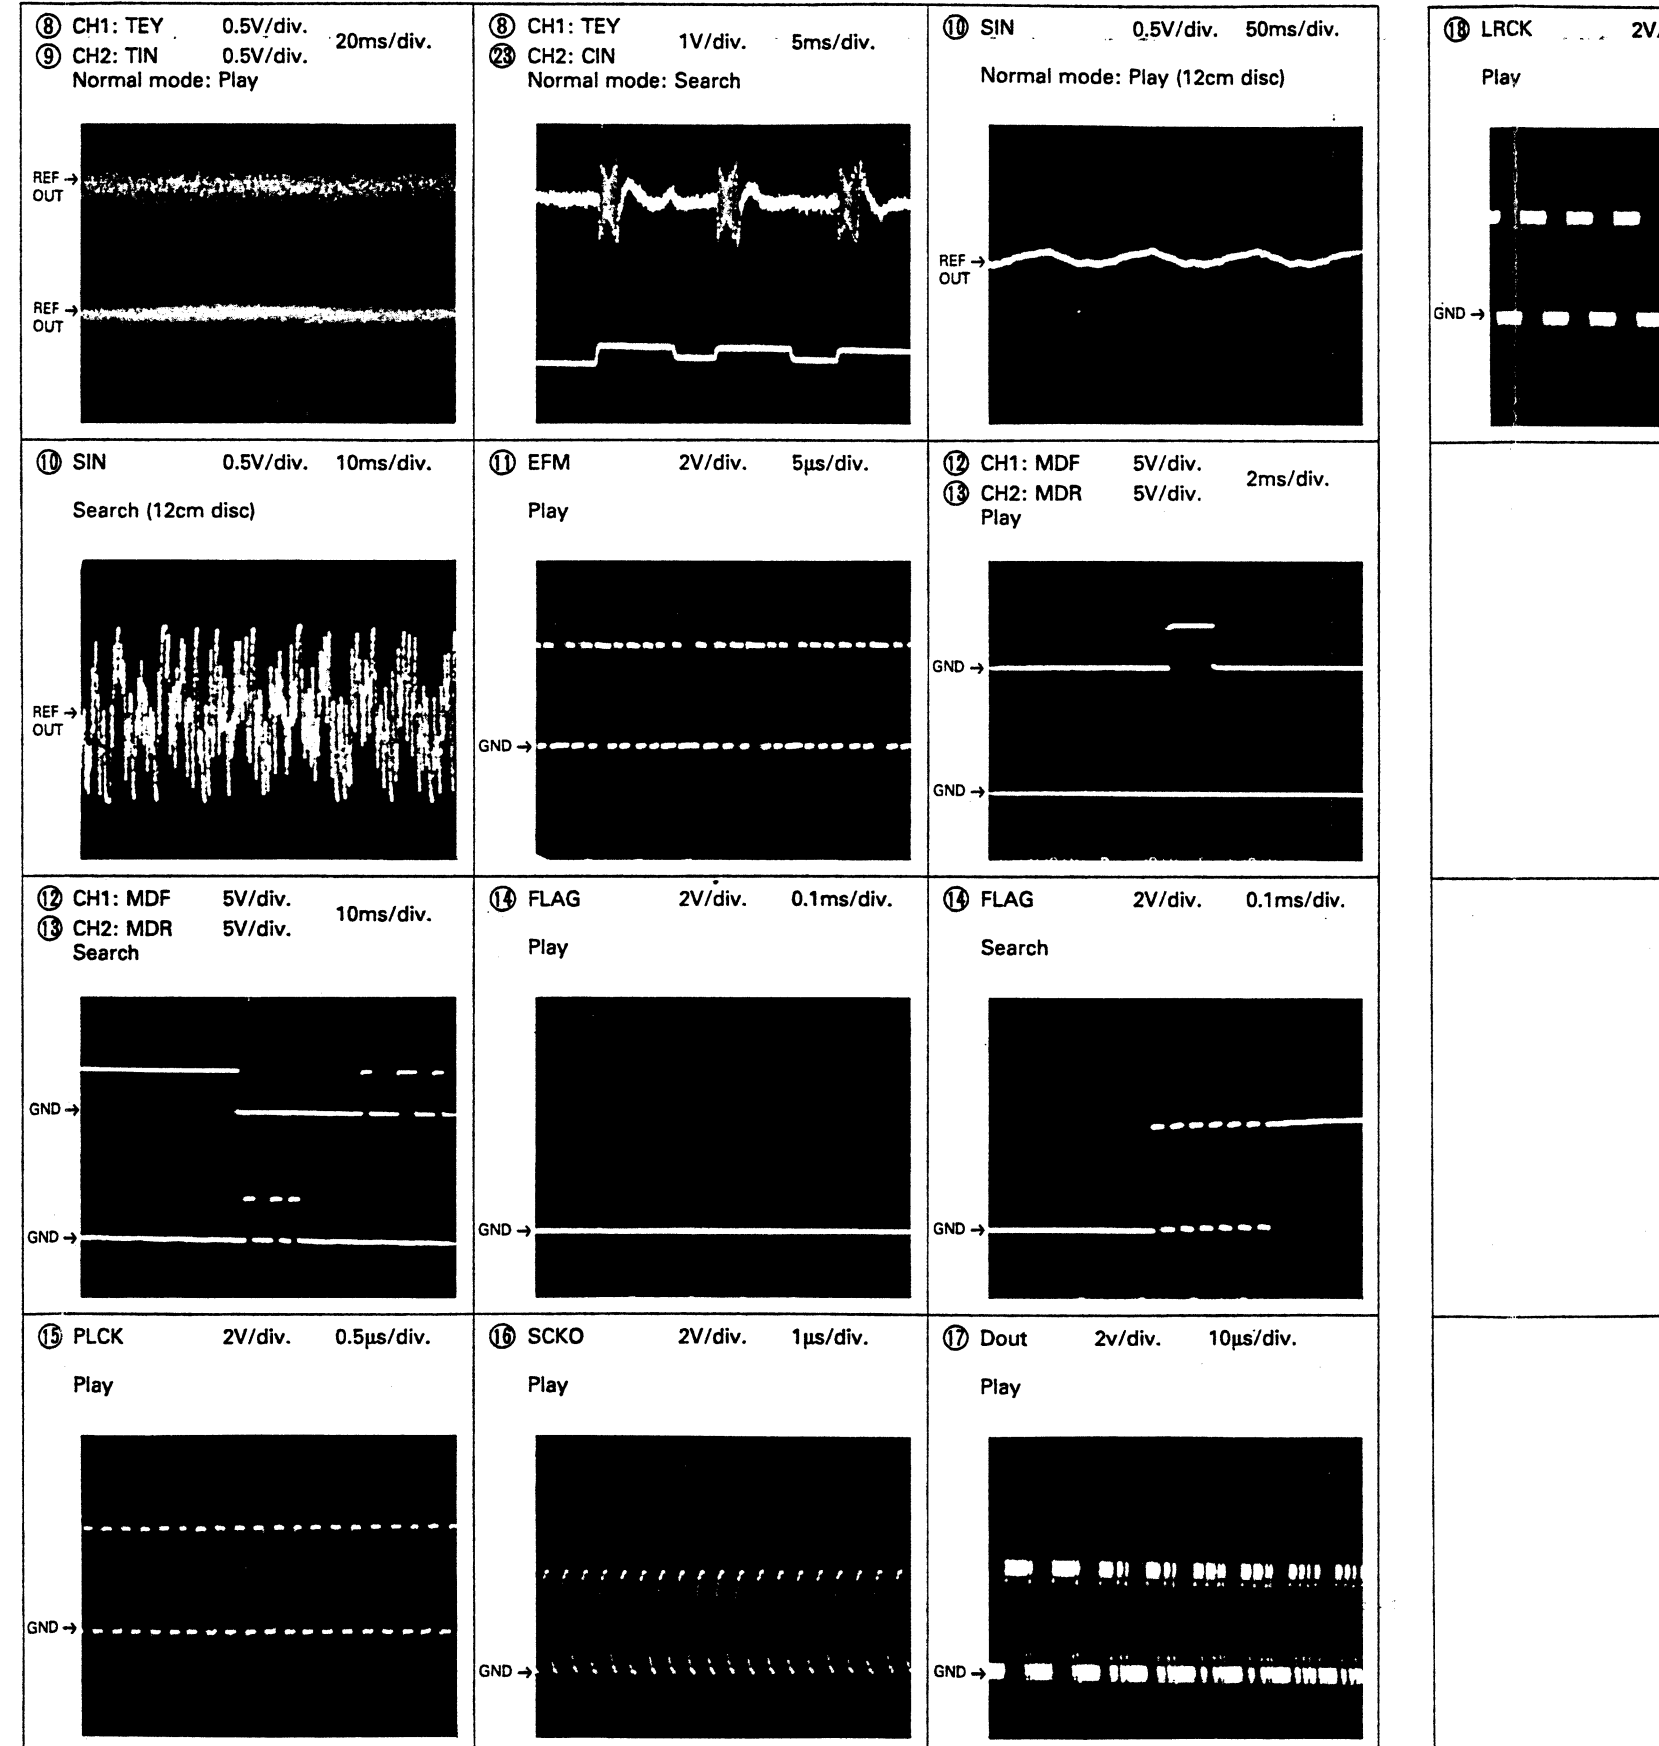 ⑧ CH1: TEY 0.5V/div. 20ms/div.
⑨ CH2: TIN 0.5V/div.
Normal mode: Play
REF →
OUT
REF →
OUT
⑧ CH1: TEY 1V/div. 5ms/div.
㉓ CH2: CIN
Normal mode: Search
⑩ SIN 0.5V/div. 50ms/div.
Normal mode: Play (12cm disc)
REF →
OUT
⑱ LRCK 2V/
Play
GND →
⑩ SIN 0.5V/div. 10ms/div.
Search (12cm disc)
REF →
OUT
⑪ EFM 2V/div. 5µs/div.
Play
GND →
⑫ CH1: MDF 5V/div. 2ms/div.
⑬ CH2: MDR 5V/div.
Play
GND →
GND →
⑫ CH1: MDF 5V/div. 10ms/div.
⑬ CH2: MDR 5V/div.
Search
GND →
GND →
⑭ FLAG 2V/div. 0.1ms/div.
Play
GND →
⑭ FLAG 2V/div. 0.1ms/div.
Search
GND →
⑮ PLCK 2V/div. 0.5µs/div.
Play
GND →
⑯ SCKO 2V/div. 1µs/div.
Play
GND →
⑰ Dout 2v/div. 10µs/div.
Play
GND →